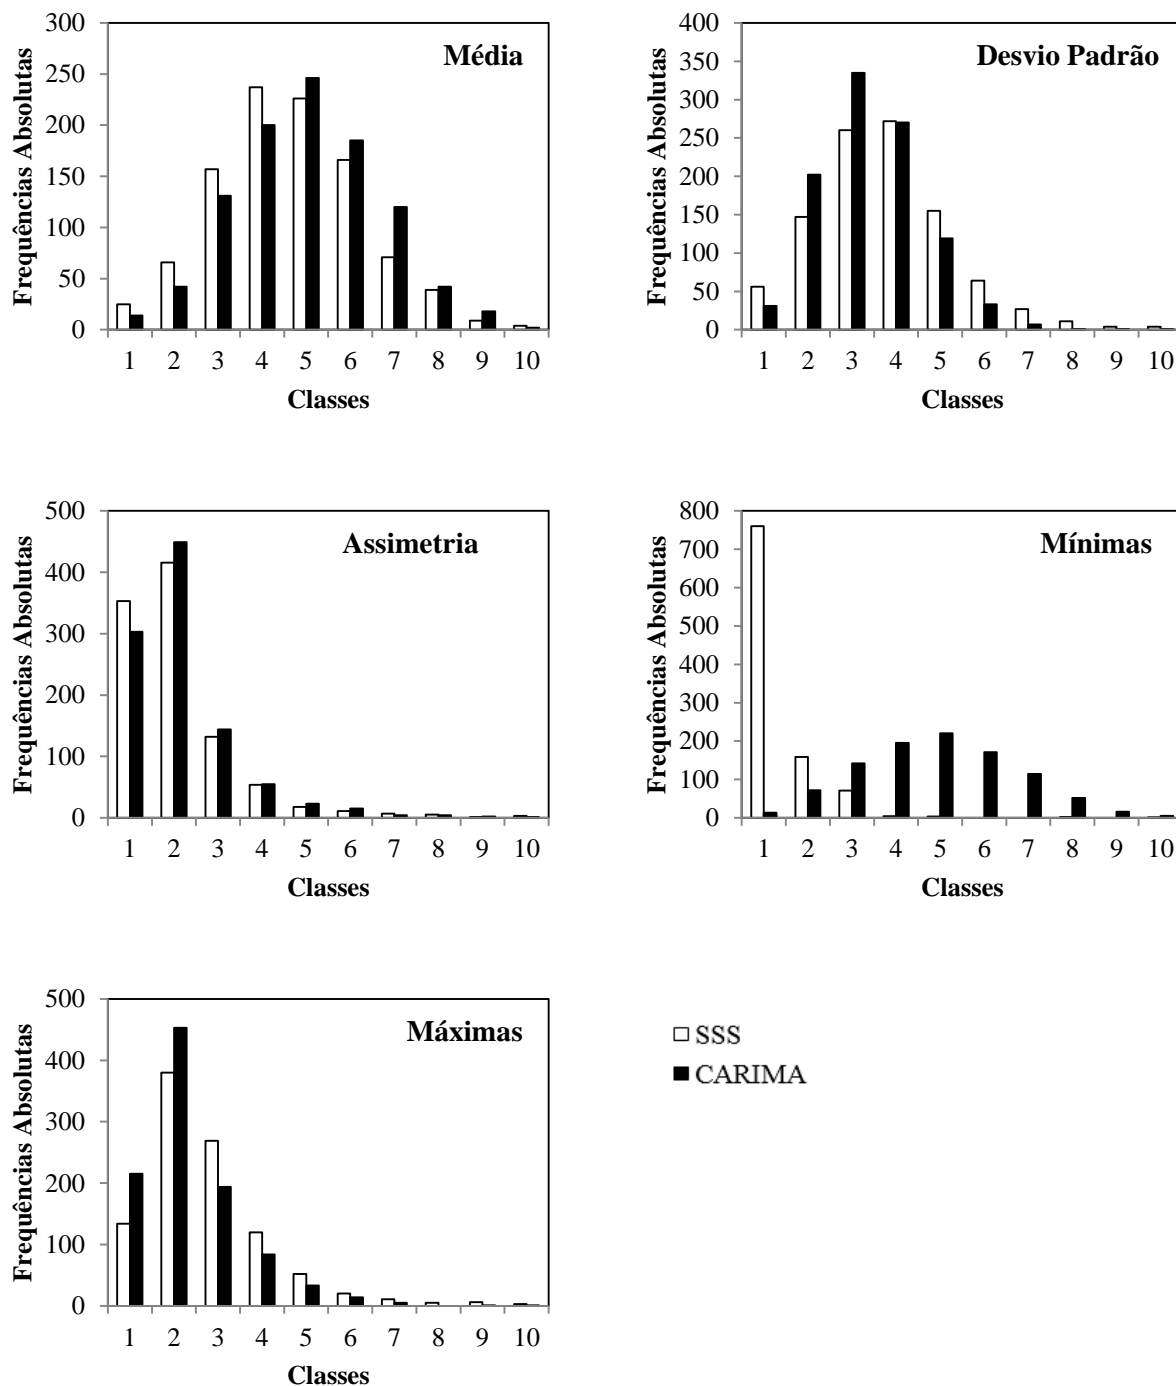 Média
Frequências Absolutas
300
250
200
150
100
50
0
1 2 3 4 5 6 7 8 9 10
Classes
Desvio Padrão
Frequências Absolutas
400
350
300
250
200
150
100
50
0
1 2 3 4 5 6 7 8 9 10
Classes
Assimetria
Frequências Absolutas
500
400
300
200
100
0
1 2 3 4 5 6 7 8 9 10
Classes
Mínimas
Frequências Absolutas
800
700
600
500
400
300
200
100
0
1 2 3 4 5 6 7 8 9 10
Classes
Máximas
Frequências Absolutas
500
400
300
200
100
0
1 2 3 4 5 6 7 8 9 10
Classes
SSS
CARIMA